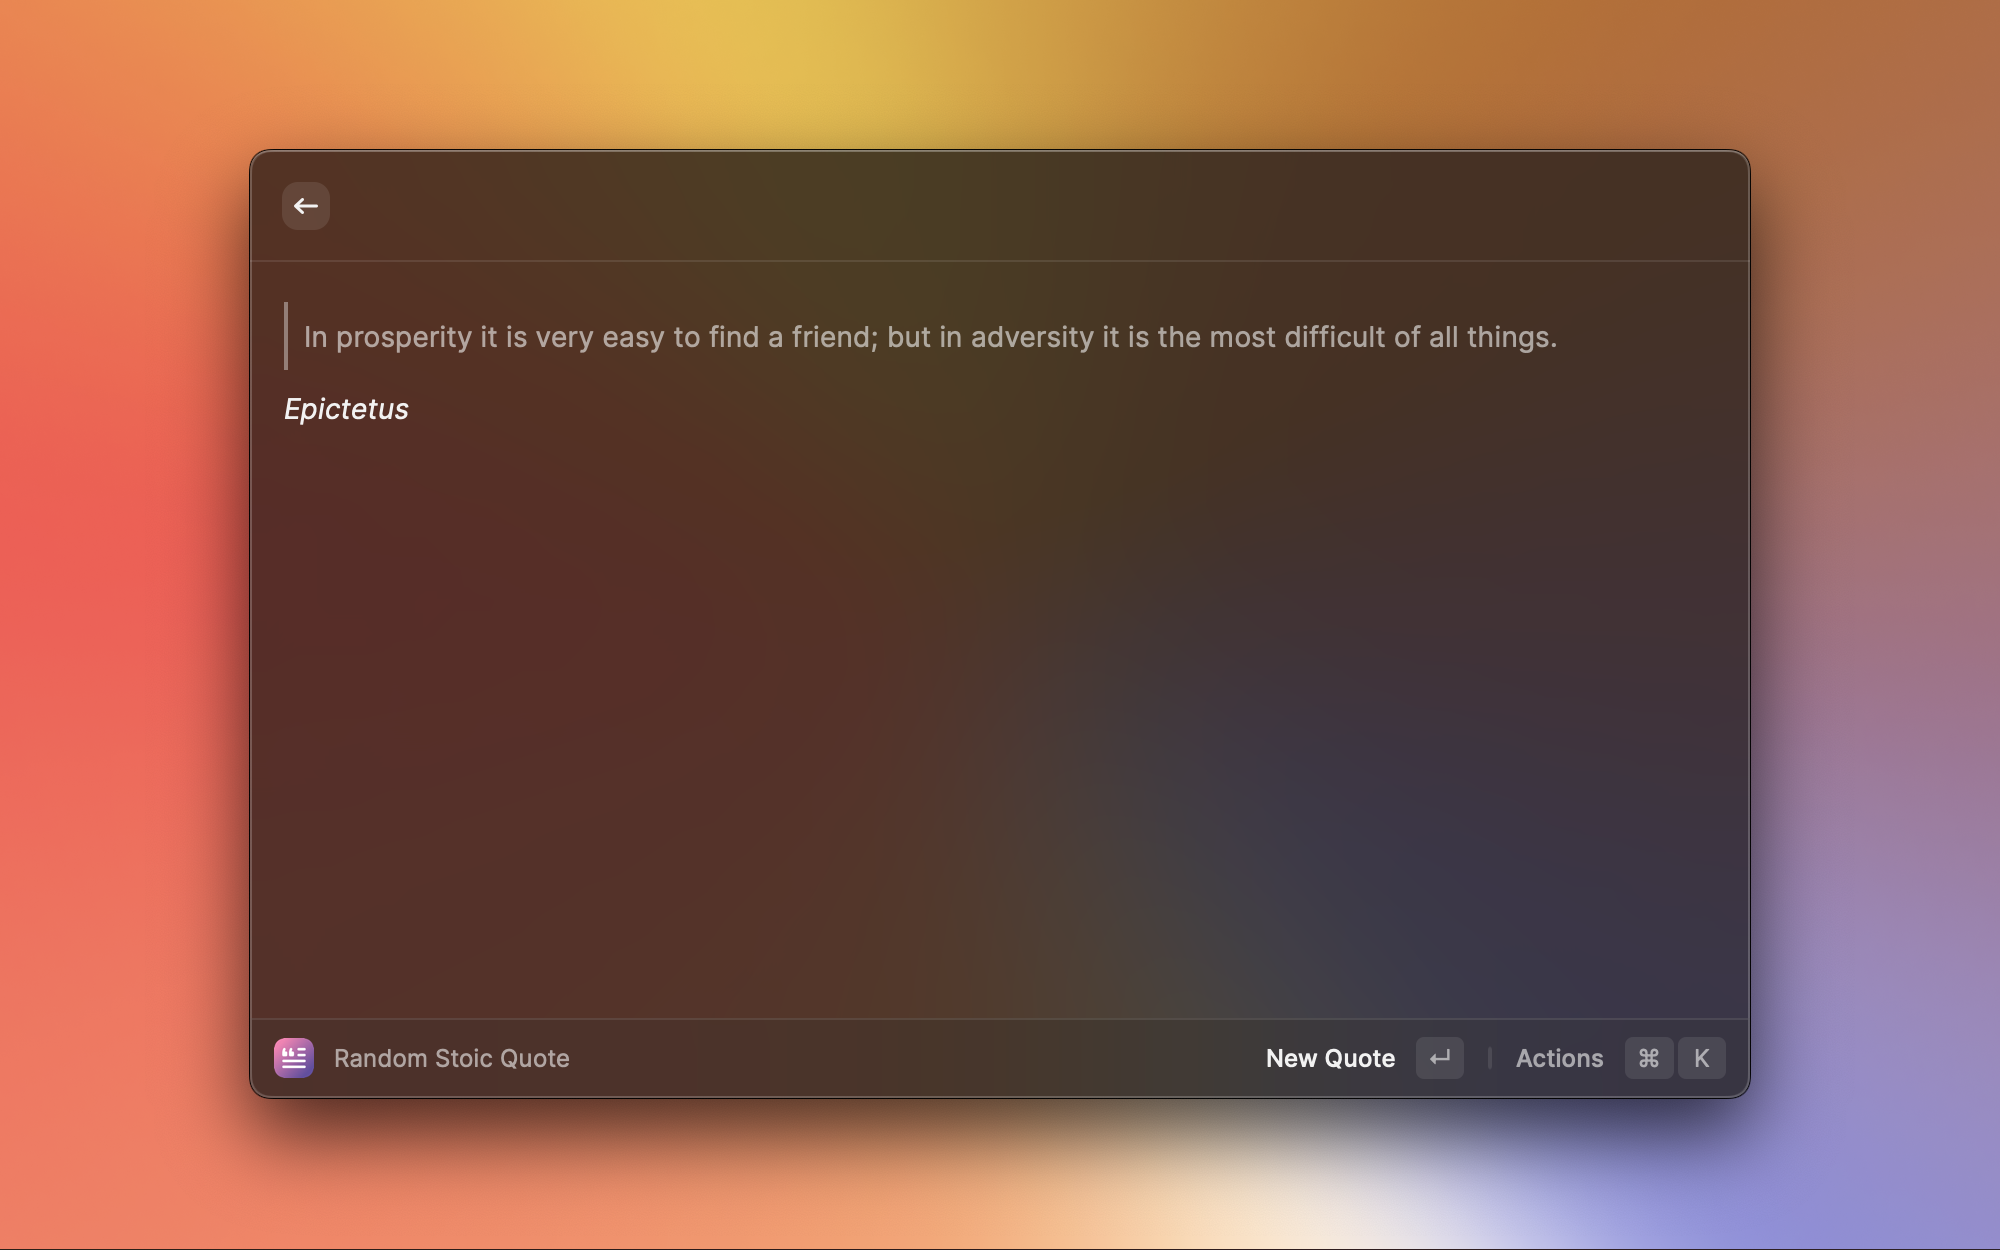 In prosperity it is very easy to find a friend; but in adversity it is the most difficult of all things.
Epictetus
Random Stoic Quote
New Quote
Actions ⌘ K